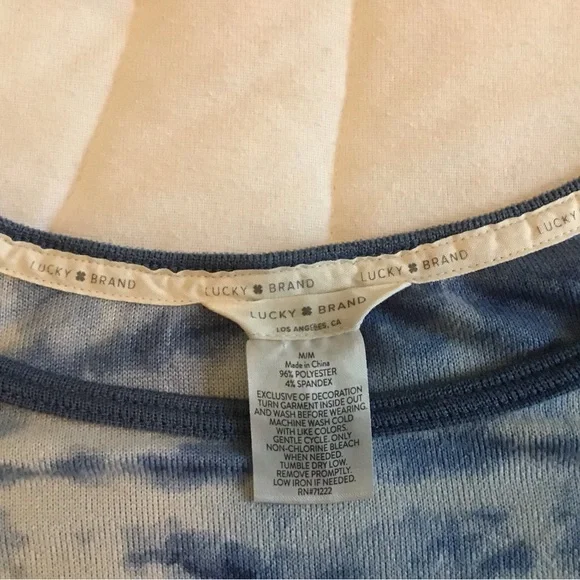 LUCKY BRAND
LUCKY BRAND
LUCKY BRAND
LUCKY BRAND
LUCKY BRAND
LOS ANGELES, CA
M/M
Made in China
96% POLYESTER
4% SPANDEX
EXCLUSIVE OF DECORATION
TURN GARMENT INSIDE OUT
AND WASH BEFORE WEARING.
MACHINE WASH COLD
WITH LIKE COLORS.
GENTLE CYCLE. ONLY
NON-CHLORINE BLEACH
WHEN NEEDED.
TUMBLE DRY LOW.
REMOVE PROMPTLY.
LOW IRON IF NEEDED.
RN#71222